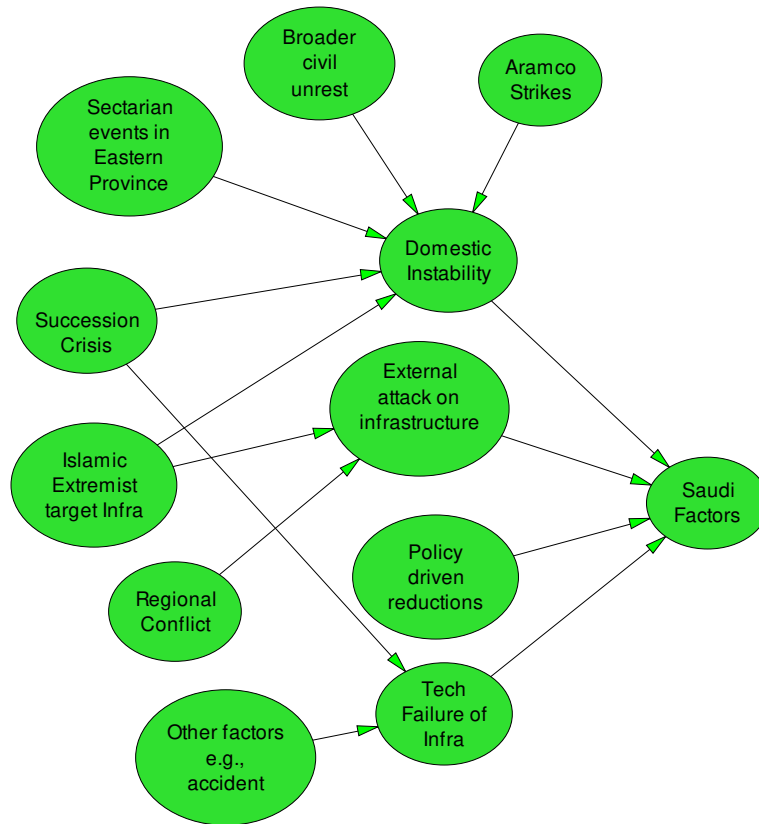 Broader
civil
unrest
Aramco
Strikes
Sectarian
events in
Eastern
Province
Domestic
Instability
Succession
Crisis
External
attack on
infrastructure
Islamic
Extremist
target Infra
Saudi
Factors
Policy
driven
reductions
Regional
Conflict
Tech
Failure of
Infra
Other factors
e.g.,
accident